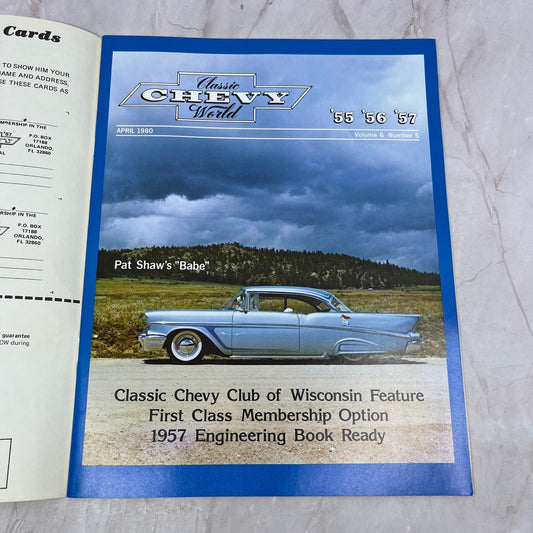 Cards
TO SHOW HIM YOUR
NAME AND ADDRESS,
SE THESE CARDS AS
MEMBERSHIP IN THE
P.O. BOX
17188
ORLANDO,
FL 32860
SHIP IN THE
P.O. BOX
17188
ORLANDO,
FL 32860
guarantee
CW during
Classic
CHEVY
World
'55 '56 '57
APRIL 1980
Volume 6 Number 5
Pat Shaw's "Babe"
Classic Chevy Club of Wisconsin Feature
First Class Membership Option
1957 Engineering Book Ready